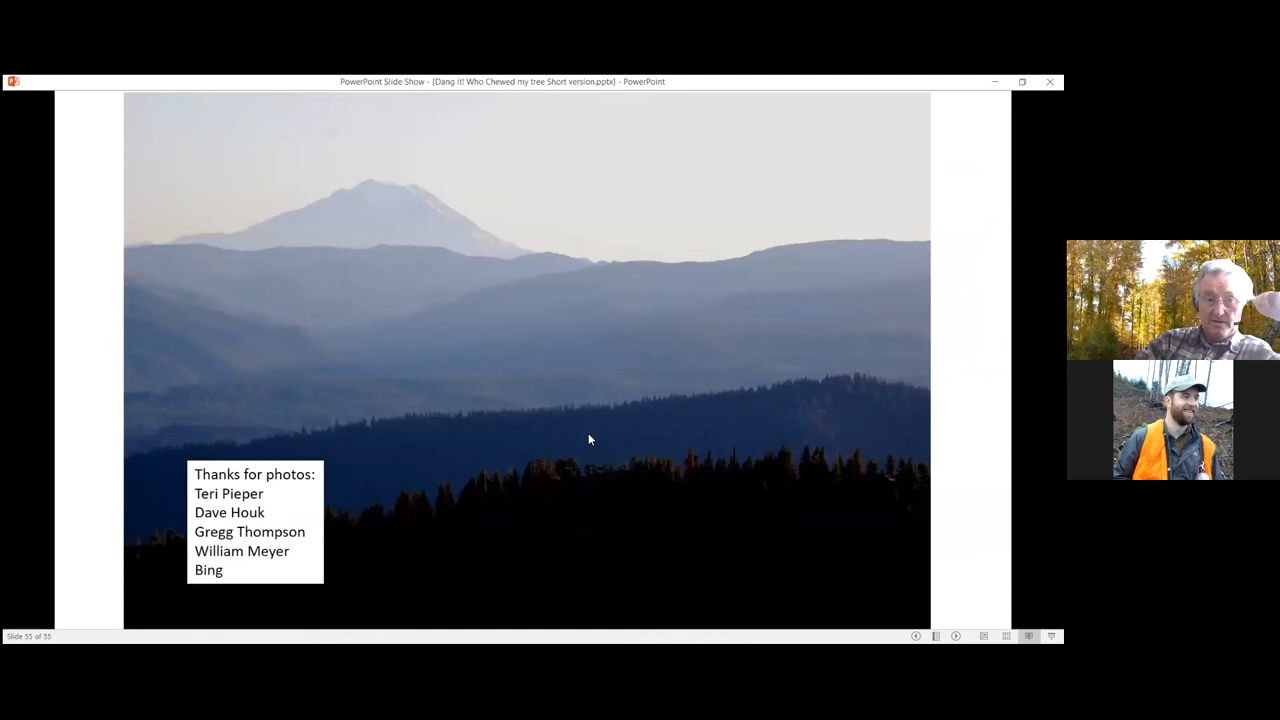 PowerPoint Slide Show - [Dang it! Who Chewed my tree Short version.pptx] - PowerPoint
Thanks for photos:
Teri Pieper
Dave Houk
Gregg Thompson
William Meyer
Bing
Slide 55 of 55